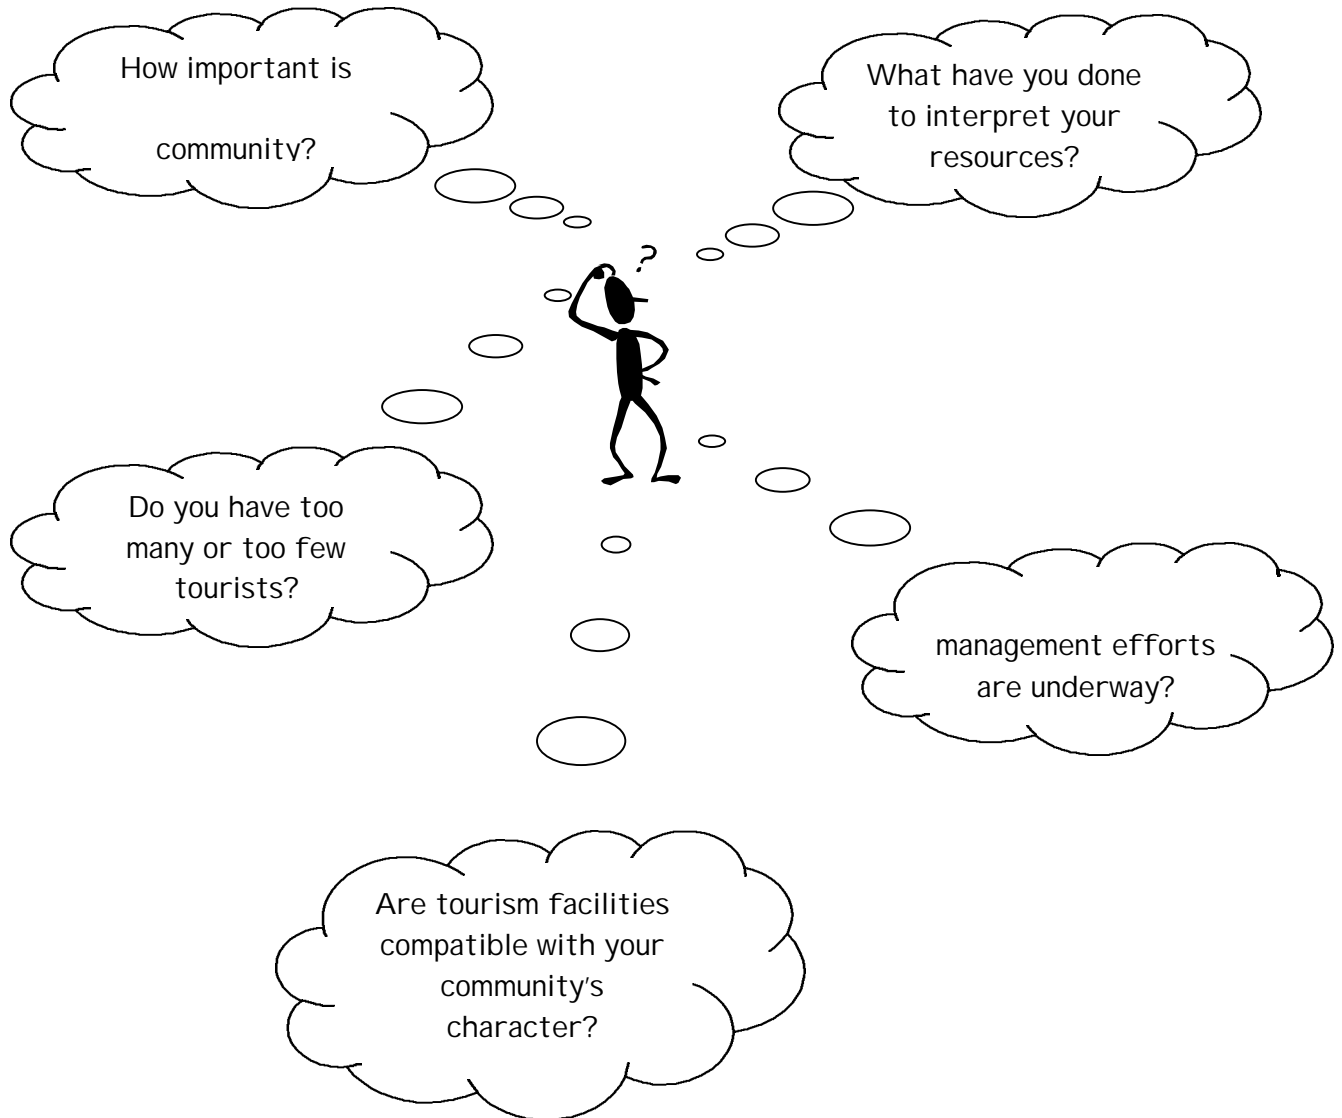 How important is
community?
What have you done
to interpret your
resources?
?
Do you have too
many or too few
tourists?
management efforts
are underway?
Are tourism facilities
compatible with your
community's
character?